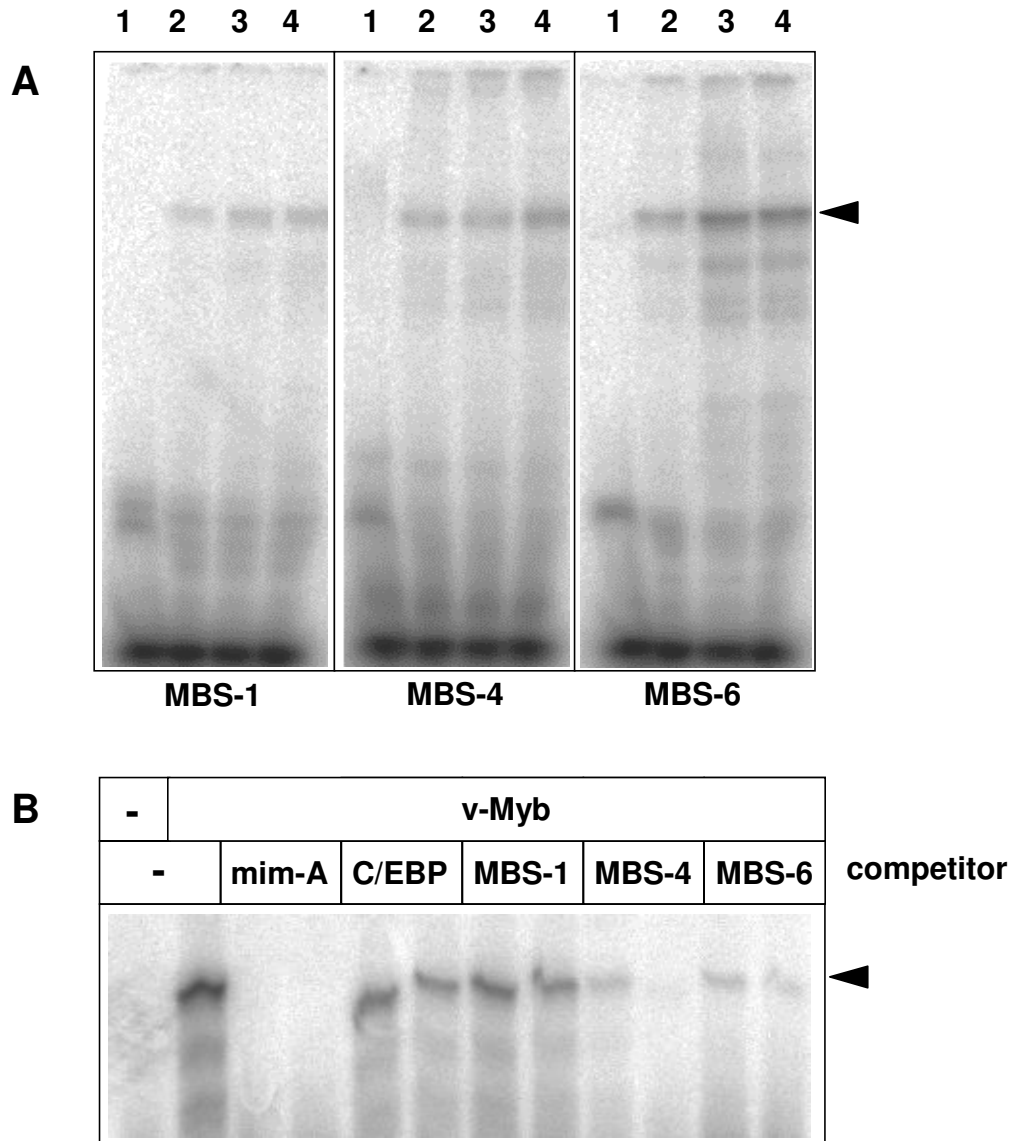 1 2 3 4 1 2 3 4 1 2 3 4
A
MBS-1 MBS-4 MBS-6
B
- v-Myb
- mim-A C/EBP MBS-1 MBS-4 MBS-6 competitor